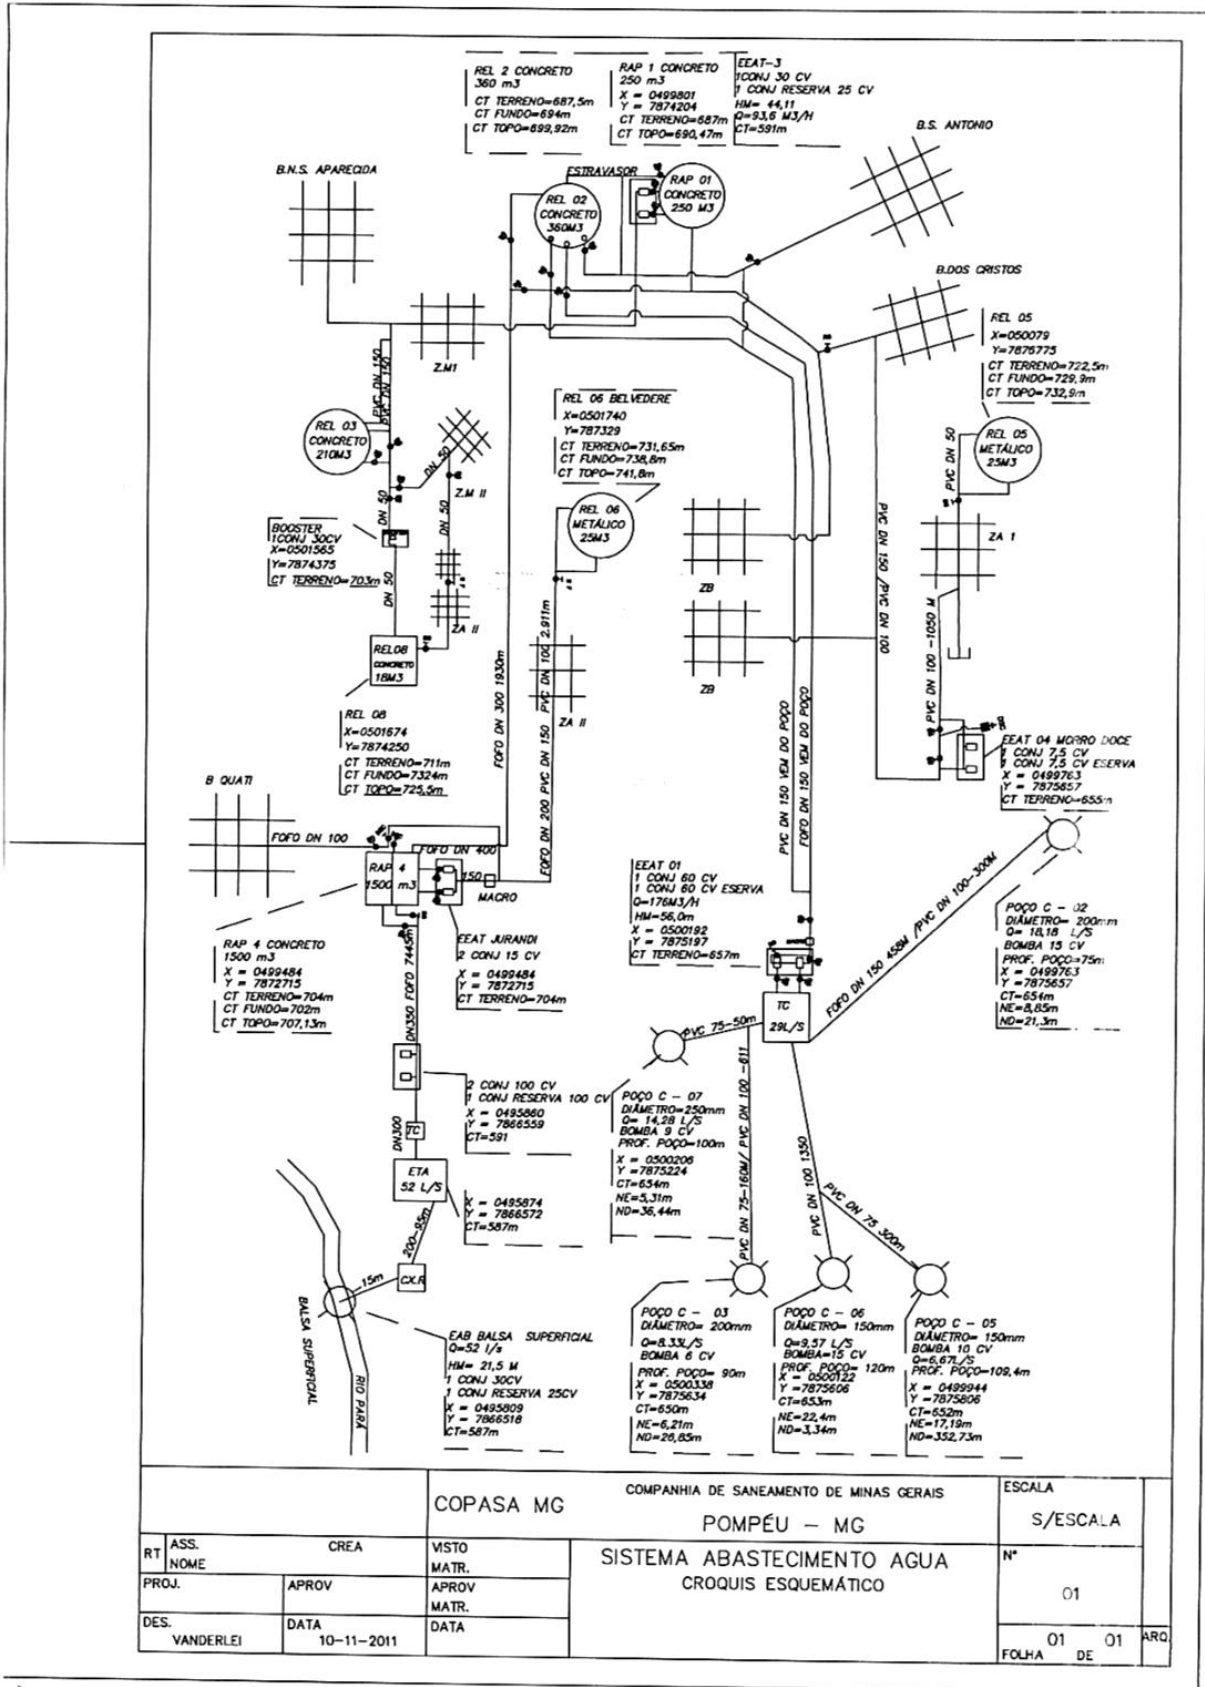 REL 2 CONCRETO
360 m3
CT TERRENO=687,5m
CT FUNDO=694m
CT TOPO=699,92m
RAP 1 CONCRETO
250 m3
X = 0499801
Y = 7874204
CT TERRENO=687m
CT TOPO=690,47m
EEAT-3
1CONJ 30 CV
1 CONJ RESERVA 25 CV
HM= 44,11
Q=93,6 M3/H
CT=591m
B.S. ANTONIO
B.N.S. APARECIDA
ESTRAVASOR
REL 02
CONCRETO
360M3
RAP 01
CONCRETO
250 M3
B.DOS CRISTOS
REL 05
X=050079
Y=7876775
CT TERRENO=722,5m
CT FUNDO=729,9m
CT TOPO=732,9m
Z.M1
PVC DN 150
PVC DN 150
REL 03
CONCRETO
210M3
REL 06 BELVEDERE
X=0501740
Y=787329
CT TERRENO=731,65m
CT FUNDO=738,8m
CT TOPO=741,8m
REL 05
METÁLICO
25M3
PVC DN 50
DN 50
Z.M II
DN 50
DN 50
REL 06
METÁLICO
25M3
BOOSTER
1CONJ 30CV
X=0501565
Y=7874375
CT TERRENO=703m
DN 50
ZA II
ZB
ZB
ZA 1
PVC DN 150 /PVC DN 100
REL08
CONCRETO
18M3
FOFO DN 300 1930m
FOFO DN 200 PVC DN 150 PVC DN 100 2.911m
ZA II
PVC DN 100 -1050 M
REL 08
X=0501674
Y=7874250
CT TERRENO=711m
CT FUNDO=7324m
CT TOPO=725,5m
PVC DN 150 VEM DO POÇO
FOFO DN 150 VEM DO POÇO
EEAT 04 MORRO DOCE
1 CONJ 7,5 CV
1 CONJ 7,5 CV ESERVA
X = 0499763
Y = 7875657
CT TERRENO=655m
B QUATI
FOFO DN 100
FOFO DN 400
RAP 4
1500 m3
150
MACRO
EEAT 01
1 CONJ 60 CV
1 CONJ 60 CV ESERVA
Q=176M3/H
HM=56,0m
X = 0500192
Y = 7875197
CT TERRENO=657m
FOFO DN 150 458M /PVC DN 100-300M
POÇO C - 02
DIÂMETRO= 200mm
Q= 18,18 L/S
BOMBA 15 CV
PROF. POÇO=75m
X = 0499763
Y = 7875657
CT=654m
NE=8,85m
ND=21,3m
RAP 4 CONCRETO
1500 m3
X = 0499484
Y = 7872715
CT TERRENO=704m
CT FUNDO=702m
CT TOPO=707,13m
DN350 FOFO 7445m
EEAT JURANDI
2 CONJ 15 CV
X = 0499484
Y = 7872715
CT TERRENO=704m
TC
29L/S
PVC 75-50m
2 CONJ 100 CV
1 CONJ RESERVA 100 CV
X = 0495860
Y = 7866559
CT=591
DN300
TC
ETA
52 L/S
X = 0495874
Y = 7866572
CT=587m
POÇO C - 07
DIÂMETRO=250mm
Q= 14,28 L/S
BOMBA 9 CV
PROF. POÇO=100m
X = 0500206
Y =7875224
CT=654m
NE=5,31m
ND=36,44m
PVC DN 75-160M/ PVC DN 100 -611
PVC DN 100 1350
PVC DN 75 300m
200-95m
CX.R
15m
BALSA SUPERFICIAL
RIO PARÁ
EAB BALSA SUPERFICIAL
Q=52 l/s
HM= 21,5 M
1 CONJ 30CV
1 CONJ RESERVA 25CV
X = 0495809
Y = 7866518
CT=587m
POÇO C - 03
DIÂMETRO= 200mm
Q=8.33L/S
BOMBA 6 CV
PROF. POÇO= 90m
X = 0500338
Y =7875634
CT=650m
NE=6,21m
ND=26,85m
POÇO C - 06
DIÂMETRO= 150mm
Q=9,57 L/S
BOMBA=15 CV
PROF. POÇO= 120m
X = 0500122
Y =7875606
CT=653m
NE=22,4m
ND=3,34m
POÇO C - 05
DIÂMETRO= 150mm
BOMBA 10 CV
Q=6,67L/S
PROF. POÇO=109,4m
X = 0499944
Y =7875806
CT=652m
NE=17,19m
ND=352,73m
COPASA MG
COMPANHIA DE SANEAMENTO DE MINAS GERAIS
POMPÉU - MG
ESCALA
S/ESCALA
RT
ASS.
NOME
CREA
VISTO
MATR.
SISTEMA ABASTECIMENTO AGUA
CROQUIS ESQUEMÁTICO
Nº
01
PROJ.
APROV
APROV
MATR.
DES.
VANDERLEI
DATA
10-11-2011
DATA
FOLHA 01 DE 01
ARQ.